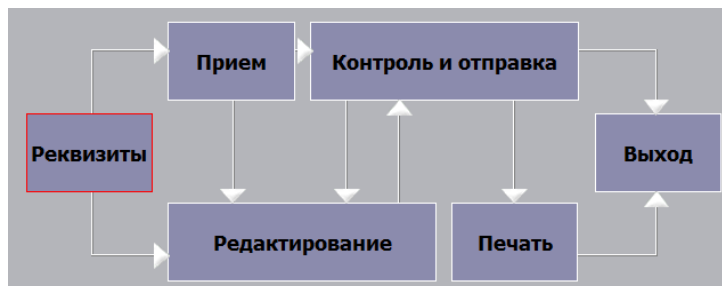 Прием
Контроль и отправка
Реквизиты
Выход
Редактирование
Печать